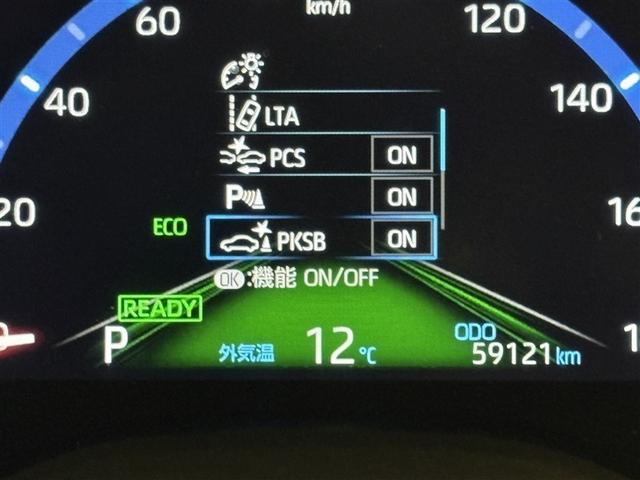 km/h
60
120
40
140
LTA
PCS ON
20
P ON
ECO
PKSB ON
OK:機能 ON/OFF
READY
P
外気温 12℃
ODO
59121km